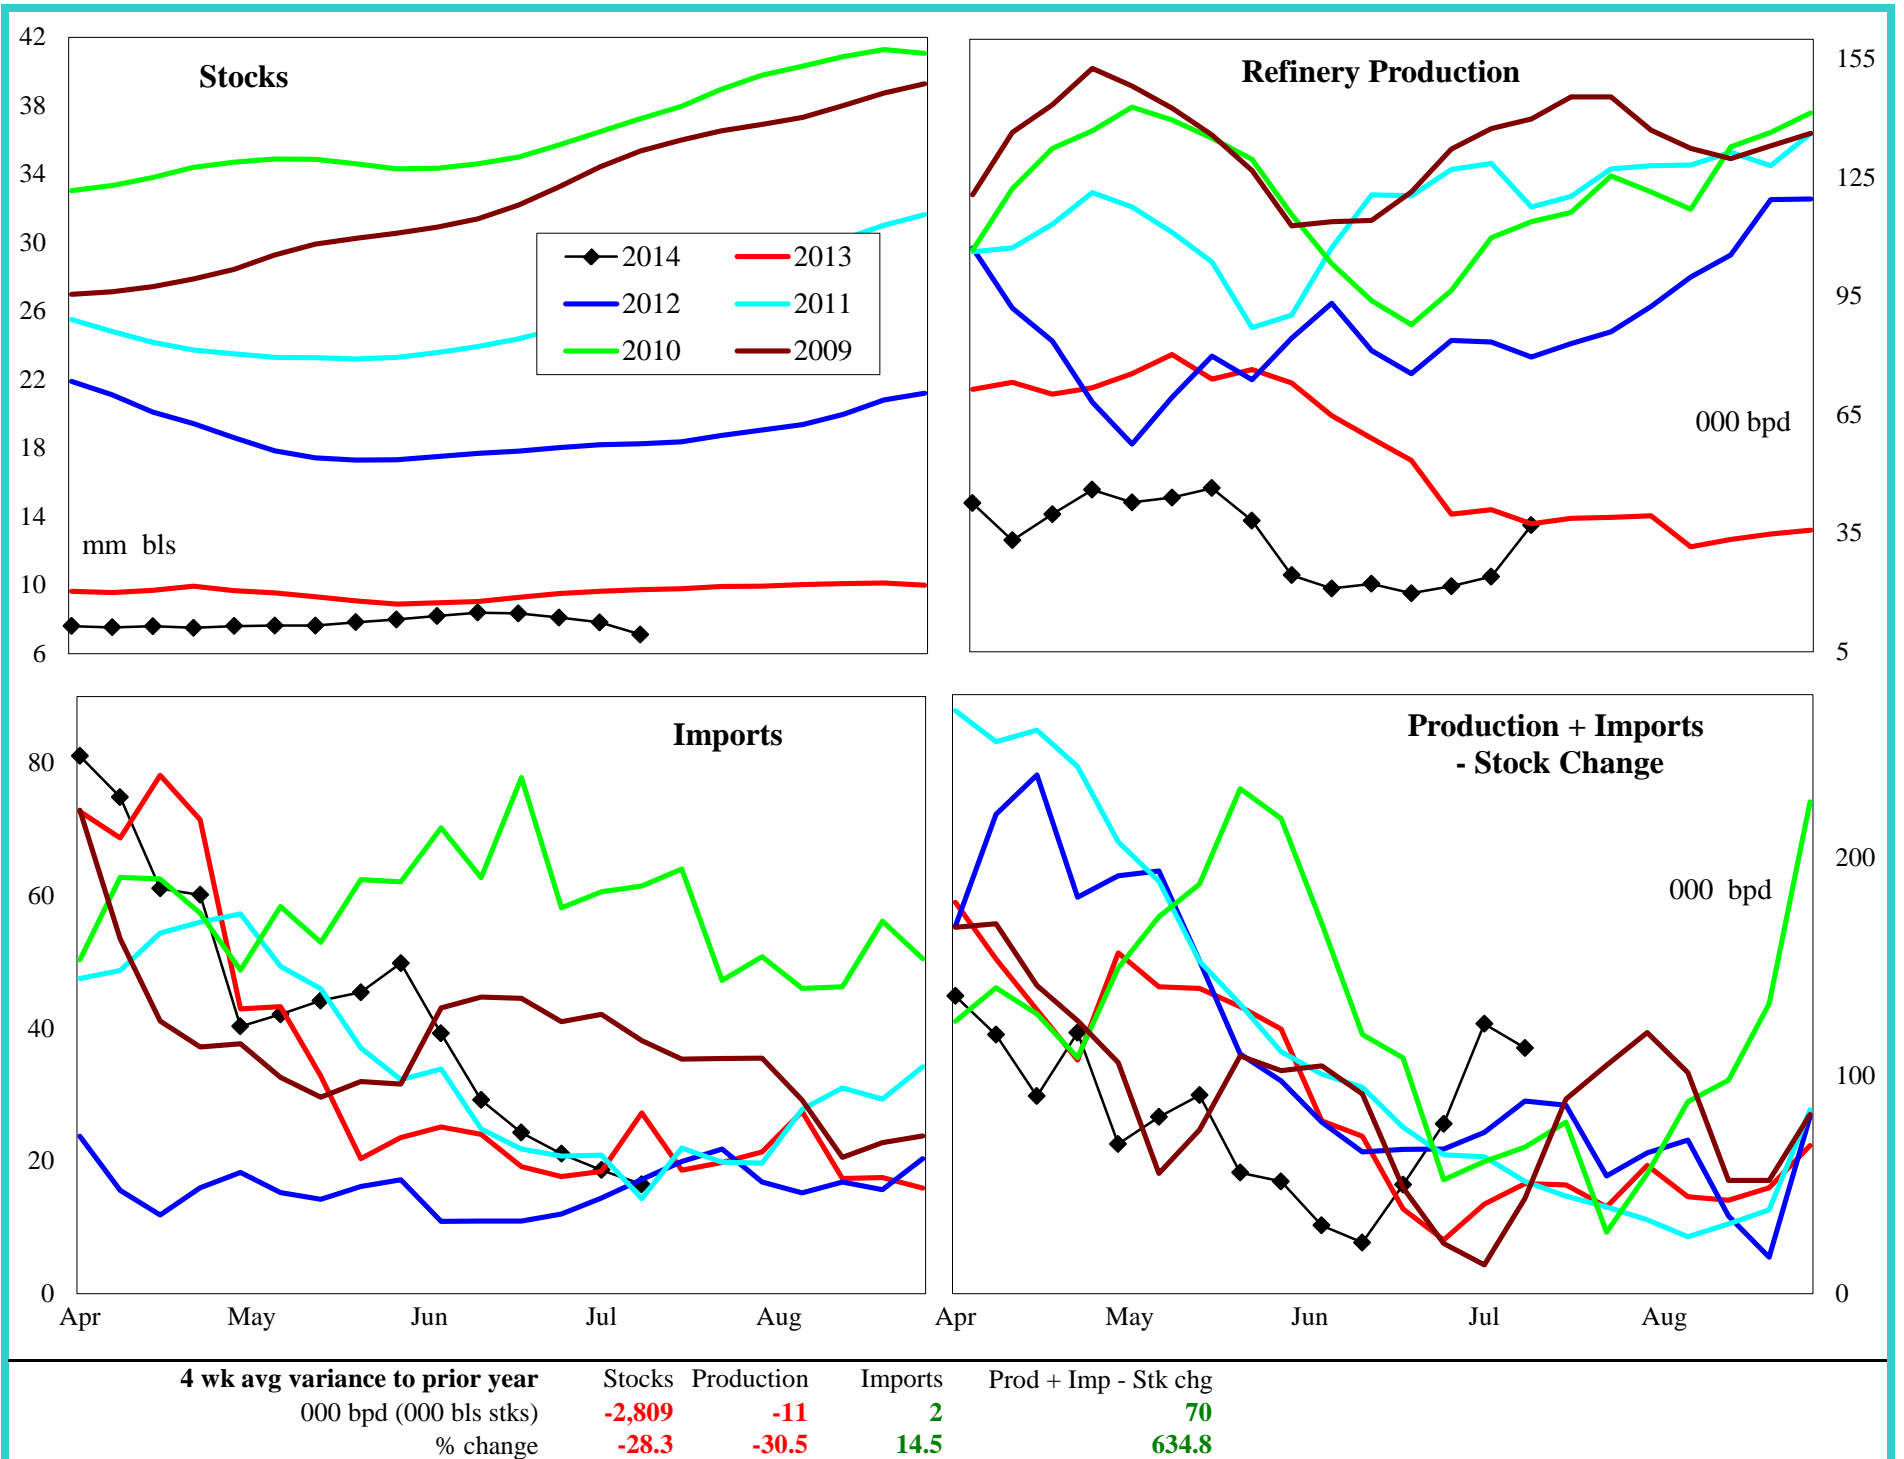 Stocks
42
38
34
30
26
22
18
14
10
6
mm bls
2014 2013
2012 2011
2010 2009
Refinery Production
155
125
95
65
35
5
000 bpd
Imports
80
60
40
20
0
Apr May Jun Jul Aug
Production + Imports
- Stock Change
200
100
0
000 bpd
Apr May Jun Jul Aug
4 wk avg variance to prior year Stocks Production Imports Prod + Imp - Stk chg
000 bpd (000 bls stks) -2,809 -11 2 70
% change -28.3 -30.5 14.5 634.8